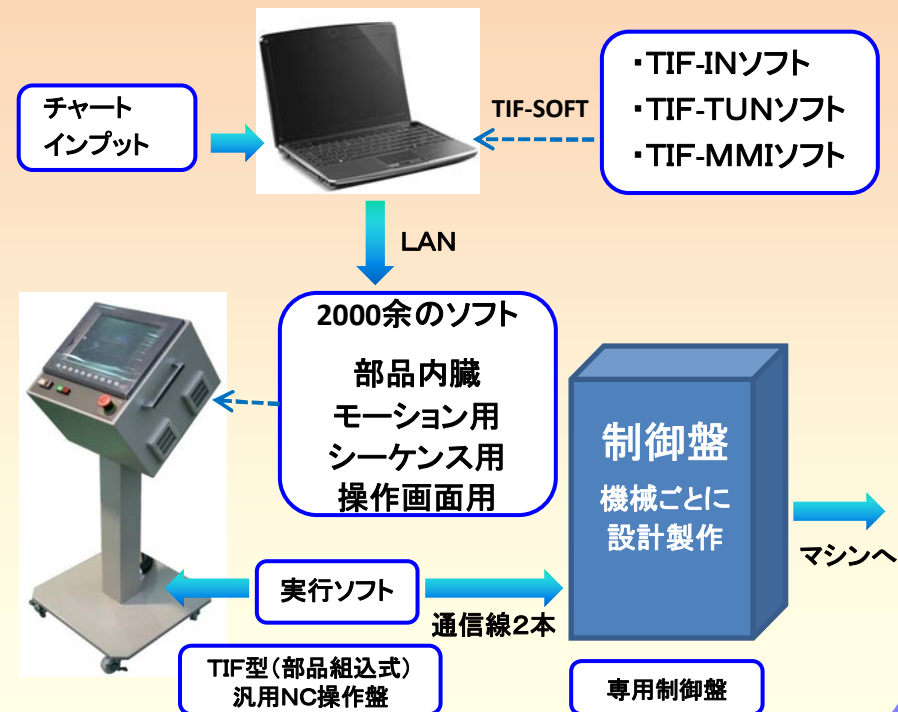 チャート
インプット
TIF-SOFT
・TIF-INソフト
・TIF-TUNソフト
・TIF-MMIソフト
LAN
2000余のソフト
部品内臓
モーション用
シーケンス用
操作画面用
制御盤
機械ごとに
設計製作
マシンへ
実行ソフト
通信線2本
TIF型(部品組込式)
汎用NC操作盤
専用制御盤